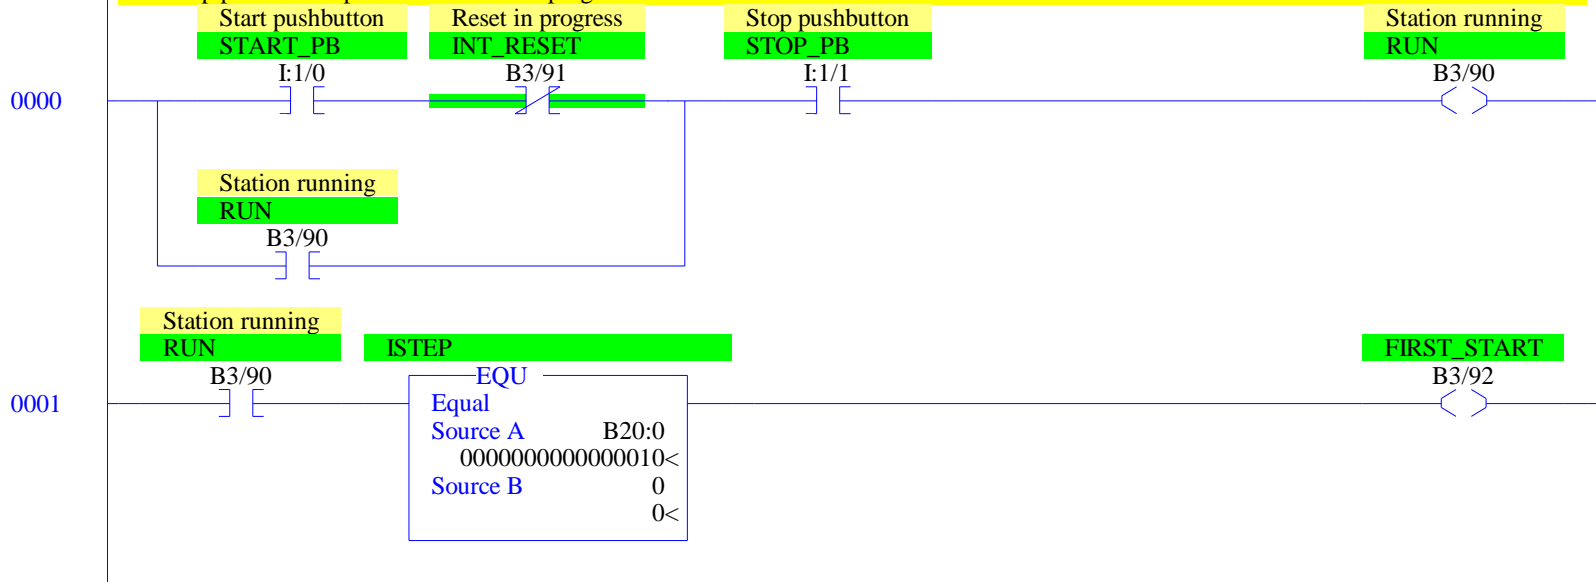 Start pushbutton Reset in progress Stop pushbutton Station running
START_PB INT_RESET STOP_PB RUN
I:1/0 B3/91 I:1/1 B3/90
0000
Station running
RUN
B3/90
Station running
RUN ISTEP FIRST_START
B3/90 EQU B3/92
0001 Equal
Source A B20:0
0000000000000010<
Source B 0
0<